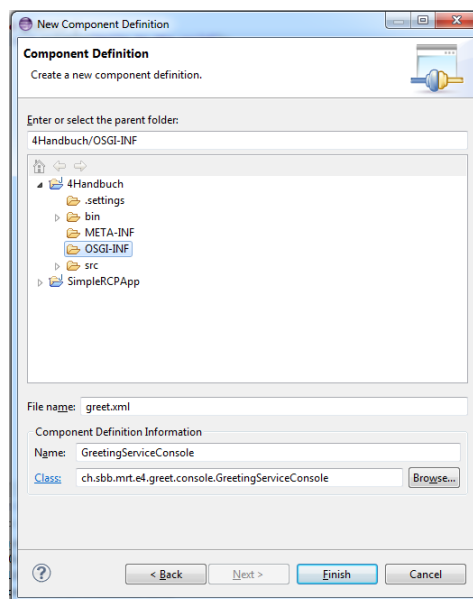 New Component Definition
Component Definition
Create a new component definition.
Enter or select the parent folder:
4Handbuch/OSGI-INF
4Handbuch
.settings
bin
META-INF
OSGI-INF
src
SimpleRCPApp
File name: greet.xml
Component Definition Information
Name: GreetingServiceConsole
Class: ch.sbb.mrt.e4.greet.console.GreetingServiceConsole Browse...
? < Back Next > Finish Cancel